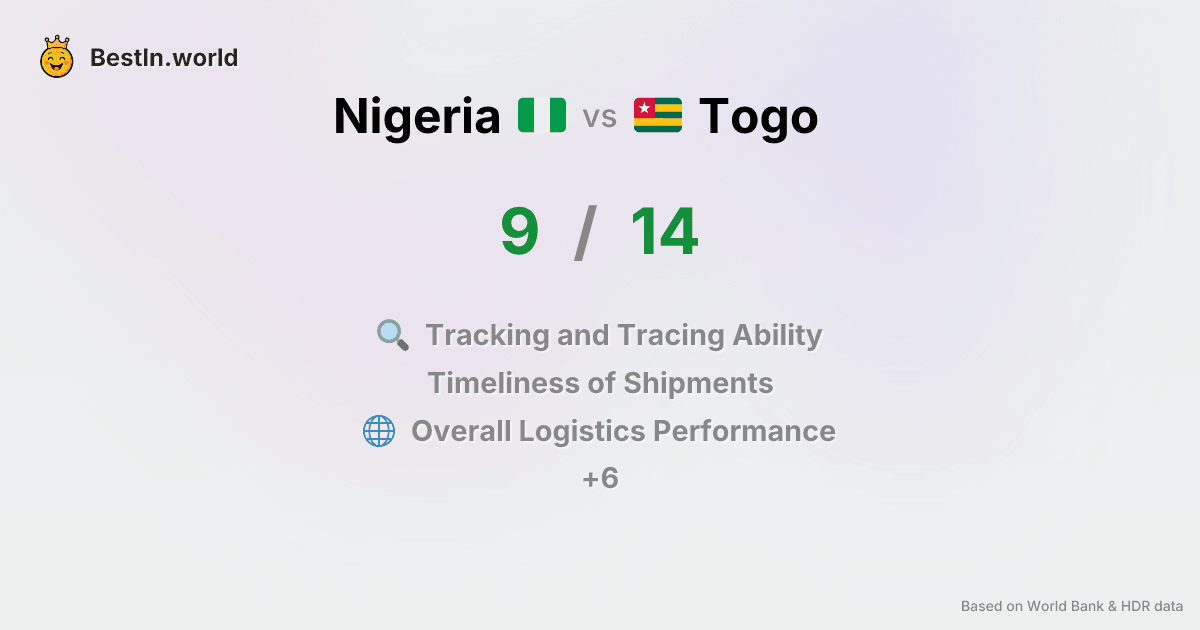 BestIn.world
Nigeria vs Togo
9 / 14
Tracking and Tracing Ability
Timeliness of Shipments
Overall Logistics Performance
+6
Based on World Bank & HDR data